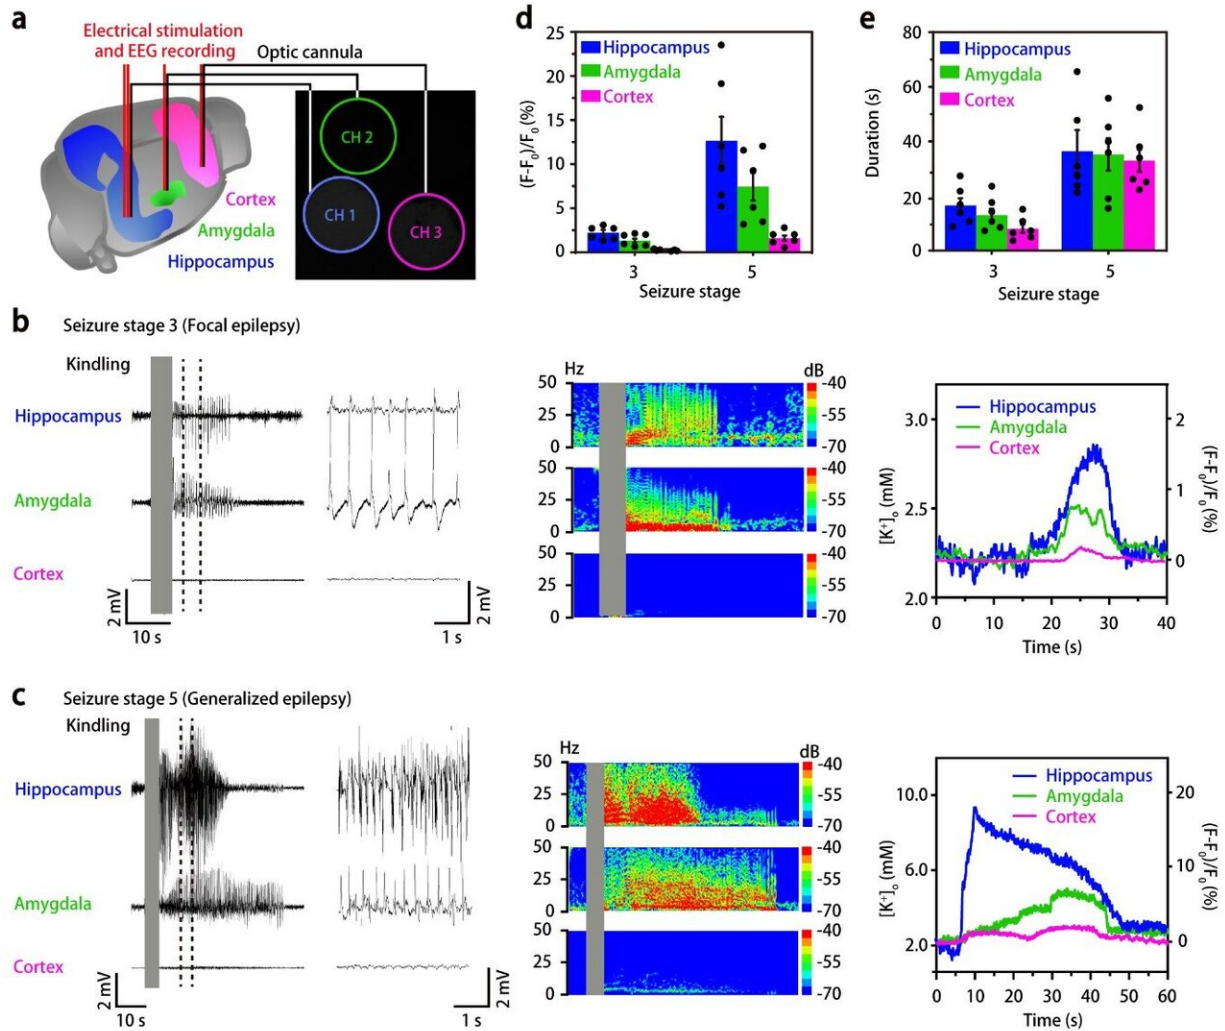 a
Electrical stimulation
and EEG recording
Optic cannula
CH 2
CH 1
CH 3
Cortex
Amygdala
Hippocampus
d
25
20
15
10
5
0
(F-F0)/F0 (%)
Hippocampus
Amygdala
Cortex
3
5
Seizure stage
e
80
60
40
20
0
Duration (s)
Hippocampus
Amygdala
Cortex
3
5
Seizure stage
b
Seizure stage 3 (Focal epilepsy)
Kindling
Hippocampus
Amygdala
Cortex
2 mV
10 s
2 mV
1 s
Hz
dB
50
25
0
-40
-55
-70
50
25
0
-40
-55
-70
50
25
0
-40
-55
-70
3.0
2.5
2.0
[K+]o (mM)
Hippocampus
Amygdala
Cortex
2
1
0
(F-F0)/F0 (%)
0
10
20
30
40
Time (s)
c
Seizure stage 5 (Generalized epilepsy)
Kindling
Hippocampus
Amygdala
Cortex
2 mV
10 s
2 mV
1 s
Hz
dB
50
25
0
-40
-55
-70
50
25
0
-40
-55
-70
50
25
0
-40
-55
-70
10.0
6.0
2.0
[K+]o (mM)
Hippocampus
Amygdala
Cortex
20
10
0
(F-F0)/F0 (%)
0
10
20
30
40
50
60
Time (s)